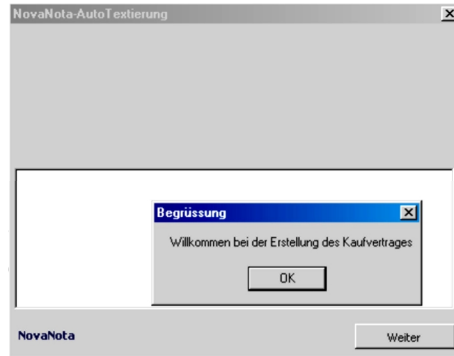 NovaNota-AutoTextierung
Begrüssung
Willkommen bei der Erstellung des Kaufvertrages
OK
NovaNota
Weiter